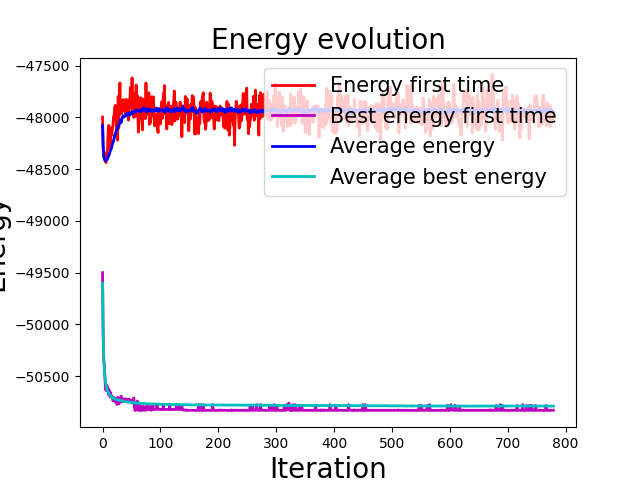 Energy evolution
−47500
−48000
−48500
−49000
−49500
−50000
−50500
Energy first time
Best energy first time
Average energy
Average best energy
0
100
200
300
400
500
600
700
800
Iteration